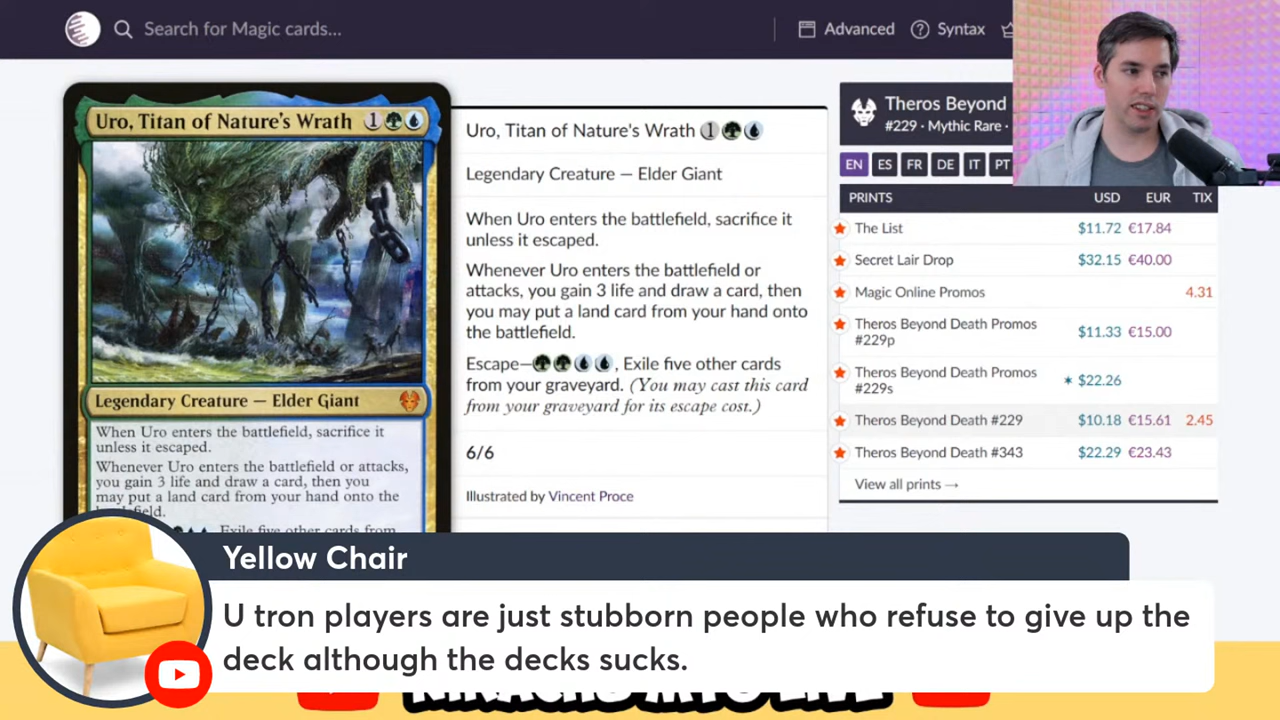 Search for Magic cards...
Advanced
Syntax
Uro, Titan of Nature's Wrath 1
Legendary Creature — Elder Giant
When Uro enters the battlefield, sacrifice it
unless it escaped.
Whenever Uro enters the battlefield or attacks,
you gain 3 life and draw a card, then you
may put a land card from your hand onto the
Exile five other cards from
Uro, Titan of Nature's Wrath 1
Legendary Creature — Elder Giant
When Uro enters the battlefield, sacrifice it
unless it escaped.
Whenever Uro enters the battlefield or
attacks, you gain 3 life and draw a card, then
you may put a land card from your hand onto
the battlefield.
Escape— , Exile five other cards
from your graveyard. (You may cast this card
from your graveyard for its escape cost.)
6/6
Illustrated by Vincent Proce
Theros Beyond
#229 · Mythic Rare ·
EN ES FR DE IT PT
PRINTS USD EUR TIX
The List $11.72 €17.84
Secret Lair Drop $32.15 €40.00
Magic Online Promos 4.31
Theros Beyond Death Promos
#229p $11.33 €15.00
Theros Beyond Death Promos
#229s $22.26
Theros Beyond Death #229 $10.18 €15.61 2.45
Theros Beyond Death #343 $22.29 €23.43
View all prints →
Yellow Chair
U tron players are just stubborn people who refuse to give up the
deck although the decks sucks.